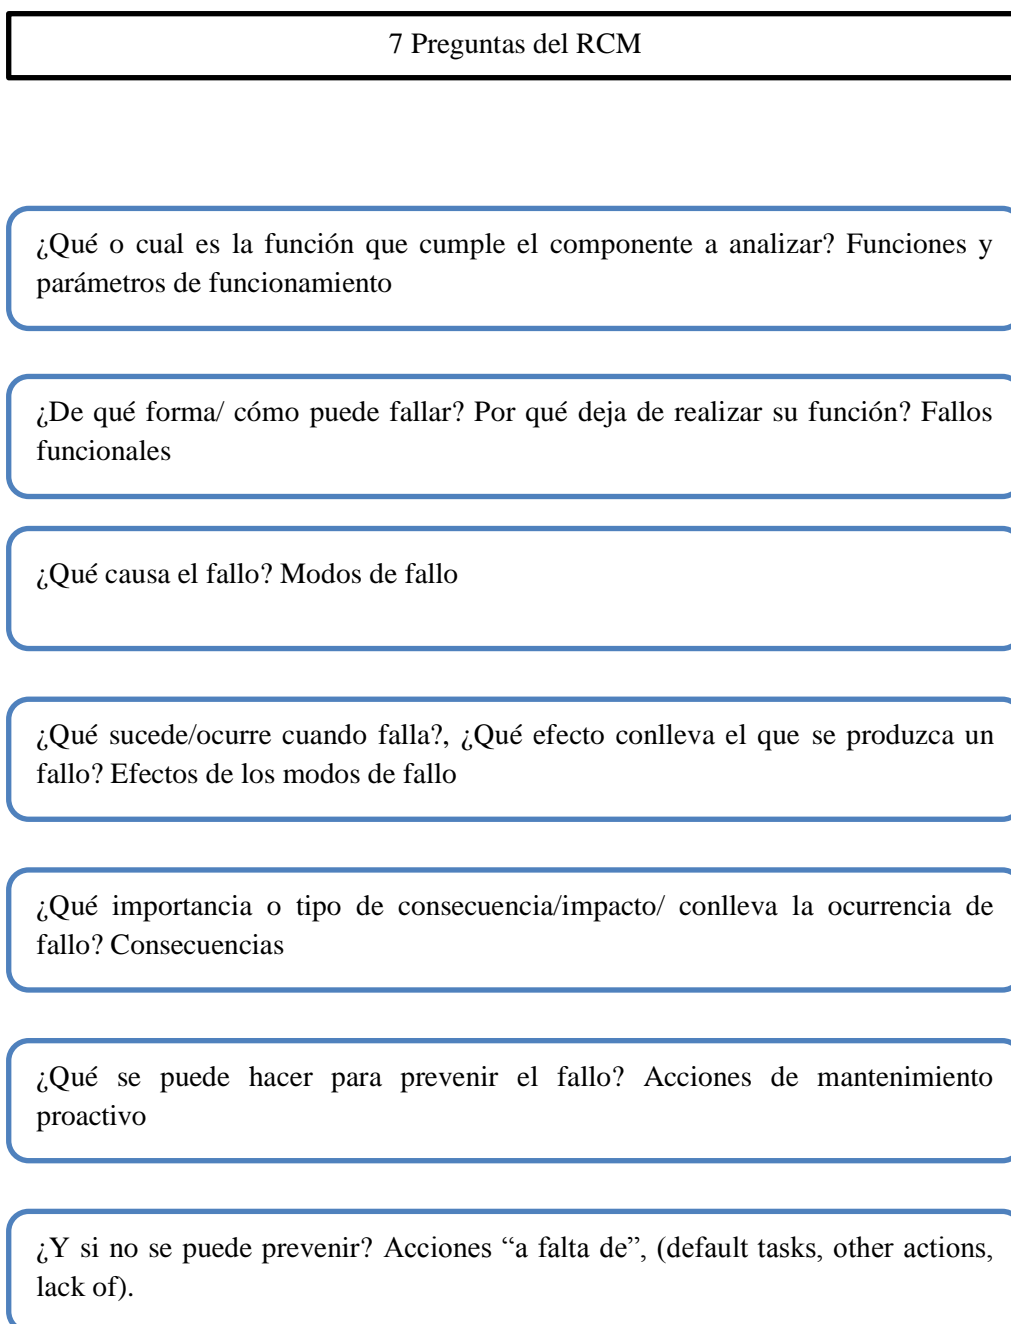 7 Preguntas del RCM
¿Qué o cual es la función que cumple el componente a analizar? Funciones y
parámetros de funcionamiento
¿De qué forma/ cómo puede fallar? Por qué deja de realizar su función? Fallos
funcionales
¿Qué causa el fallo? Modos de fallo
¿Qué sucede/ocurre cuando falla?, ¿Qué efecto conlleva el que se produzca un
fallo? Efectos de los modos de fallo
¿Qué importancia o tipo de consecuencia/impacto/ conlleva la ocurrencia de
fallo? Consecuencias
¿Qué se puede hacer para prevenir el fallo? Acciones de mantenimiento
proactivo
¿Y si no se puede prevenir? Acciones “a falta de”, (default tasks, other actions,
lack of).